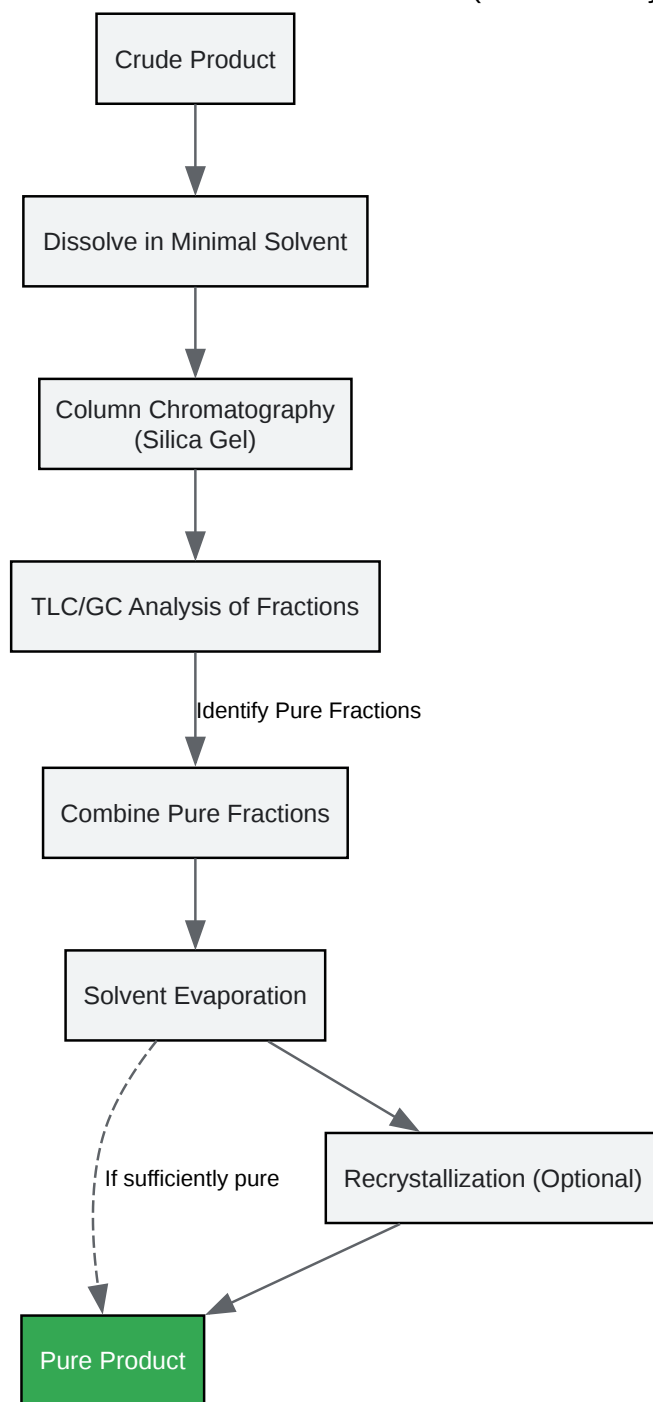 Crude Product
Dissolve in Minimal Solvent
Column Chromatography
(Silica Gel)
TLC/GC Analysis of Fractions
Identify Pure Fractions
Combine Pure Fractions
Solvent Evaporation
If sufficiently pure
Recrystallization (Optional)
Pure Product